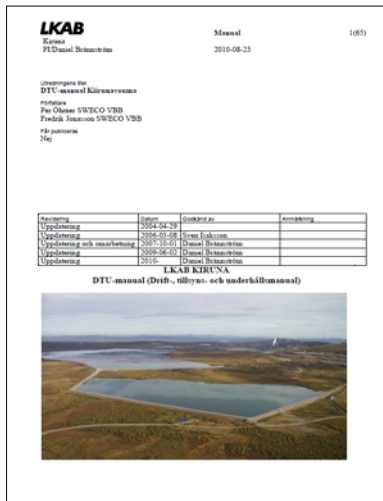 LKAB
Manual 1(65)
Kiruna
PI/Daniel Brännström 2010-08-23
Utredningens titel
DTU-manual Kiirunavuoma
Författare
Per Öhrner SWECO VBB
Fredrik Jonasson SWECO VBB
Får publiceras
Nej
Revidering Datum Godkänd av Anmärkning
Uppdatering 2004-04-29
Uppdatering 2006-03-08 Sven Isaksson
Uppdatering och omarbetning 2007-10-01 Daniel Brännström
Uppdatering 2009-06-02 Daniel Brännström
Uppdatering 2010- Daniel Brännström
LKAB KIRUNA
DTU-manual (Drift-, tillsyns- och underhållsmanual)